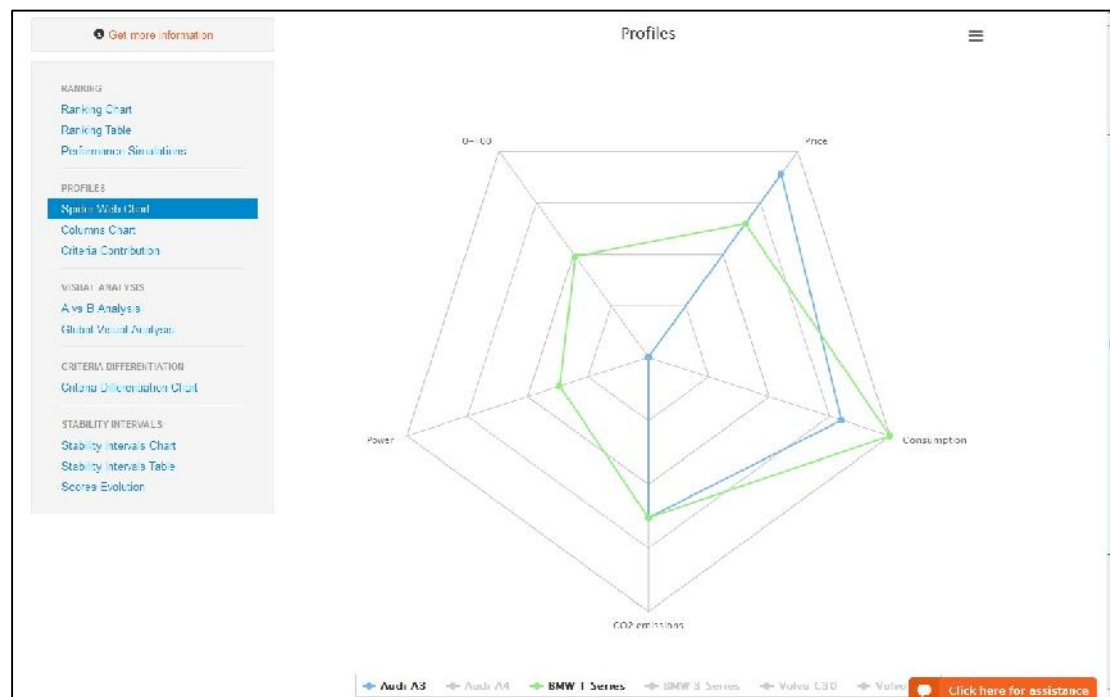 Get more information
Profiles
RANKING
Ranking Chart
Ranking Table
Performance Simulations
PROFILES
Spider Web Chart
Columns Chart
Criteria Contribution
VISUAL ANALYSIS
A vs B Analysis
Global Visual Analysis
CRITERIA DIFFERENTIATION
Criteria Differentiation Chart
STABILITY INTERVALS
Stability Intervals Chart
Stability Intervals Table
Scores Evolution
0-100
Price
Power
Consumption
CO2 emissions
Audi A3 Audi A4 BMW 1 Series BMW 3 Series Volvo C30 Volvo
Click here for assistance